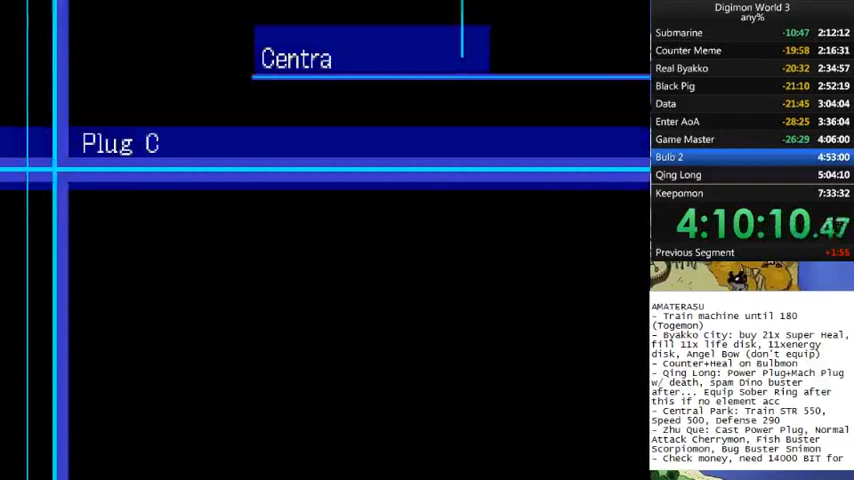 Centra
Plug C
Digimon World 3
any%
Submarine -10:47 2:12:12
Counter Meme -19:58 2:16:31
Real Byakko -20:32 2:34:57
Black Pig -21:10 2:52:19
Data -21:45 3:04:04
Enter AoA -28:25 3:36:04
Game Master -26:29 4:06:00
Bulb 2 4:53:00
Qing Long 5:04:10
Keepomon 7:33:32
4:10:10.47
Previous Segment +1:55
AMATERASU
- Train machine until 180
(Togemon)
- Byakko City: buy 21x Super Heal,
fill 11x life disk, 11xenergy
disk, Angel Bow (don't equip)
- Counter+Heal on Bulbmon
- Qing Long: Power Plug+Mach Plug
w/ death, spam Dino buster
after... Equip Sober Ring after
this if no element acc
- Central Park: Train STR 550,
Speed 500, Defense 290
- Zhu Que: Cast Power Plug, Normal
Attack Cherrymon, Fish Buster
Scorpiomon, Bug Buster Snimon
- Check money, need 14000 BIT for